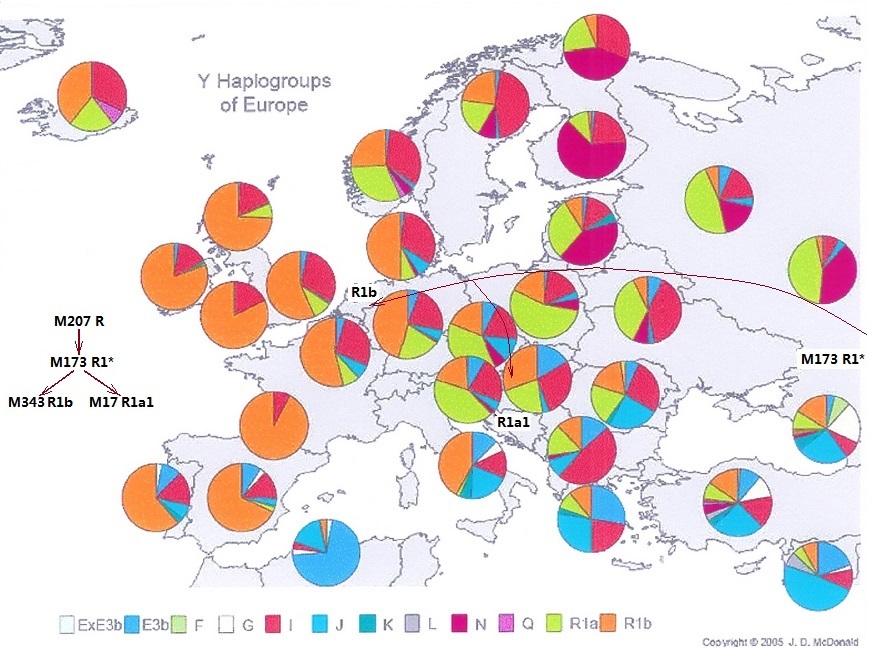 Y Haplogroups
of Europe
R1b
M207 R
M173 R1*
M343 R1b M17 R1a1
M173 R1*
R1a1
ExE3b E3b F G I J K L N Q R1a R1b
Copyright © 2005 J. D. McDonald